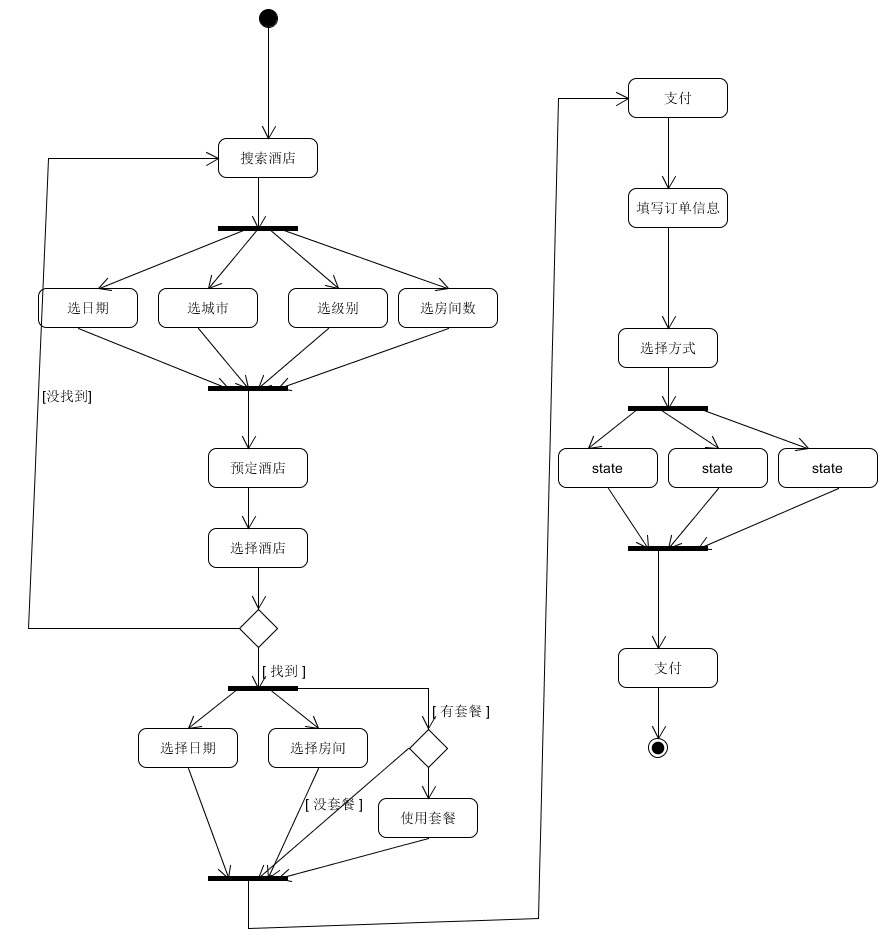 搜索酒店
选日期
选城市
选级别
选房间数
[没找到]
预定酒店
选择酒店
[ 找到 ]
[ 有套餐 ]
选择日期
选择房间
[ 没套餐 ]
使用套餐
支付
填写订单信息
选择方式
state
state
state
支付